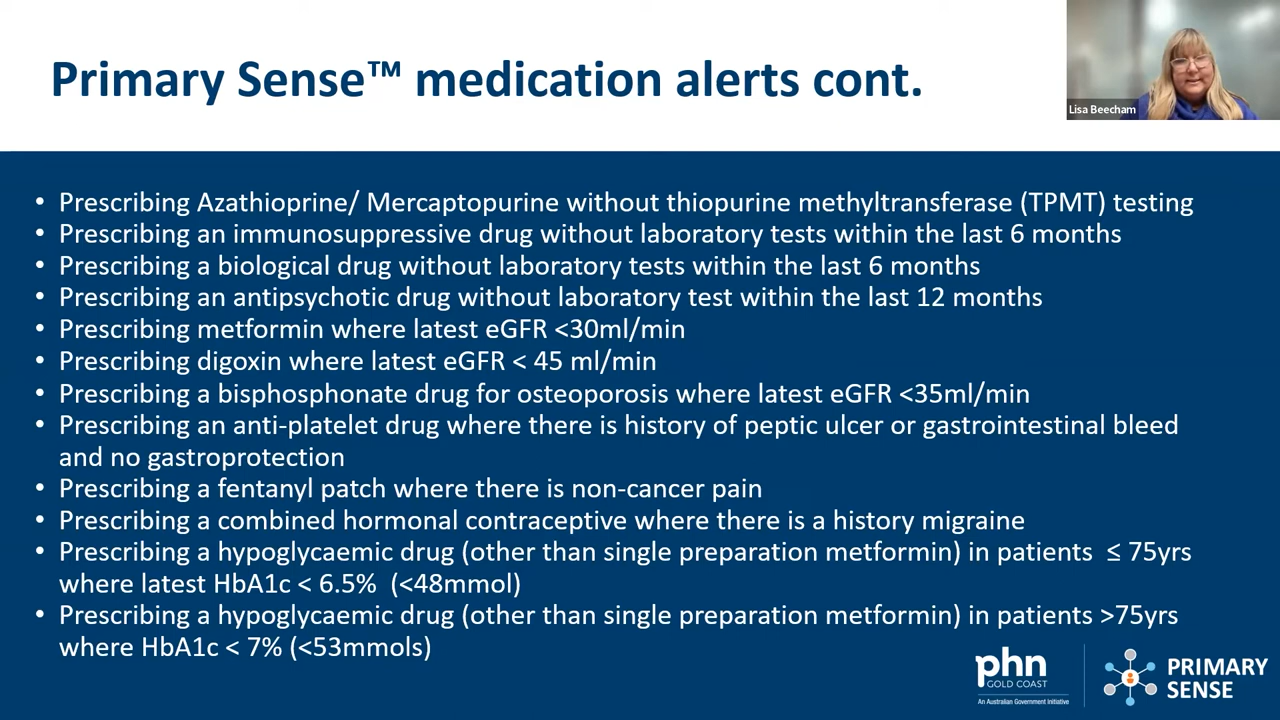 Primary Sense™ medication alerts cont.
Lisa Beecham
• Prescribing Azathioprine/ Mercaptopurine without thiopurine methyltransferase (TPMT) testing
• Prescribing an immunosuppressive drug without laboratory tests within the last 6 months
• Prescribing a biological drug without laboratory tests within the last 6 months
• Prescribing an antipsychotic drug without laboratory test within the last 12 months
• Prescribing metformin where latest eGFR <30ml/min
• Prescribing digoxin where latest eGFR < 45 ml/min
• Prescribing a bisphosphonate drug for osteoporosis where latest eGFR <35ml/min
• Prescribing an anti-platelet drug where there is history of peptic ulcer or gastrointestinal bleed
and no gastroprotection
• Prescribing a fentanyl patch where there is non-cancer pain
• Prescribing a combined hormonal contraceptive where there is a history migraine
• Prescribing a hypoglycaemic drug (other than single preparation metformin) in patients ≤ 75yrs
where latest HbA1c < 6.5% (<48mmol)
• Prescribing a hypoglycaemic drug (other than single preparation metformin) in patients >75yrs
where HbA1c < 7% (<53mmols)
phn
GOLD COAST
An Australian Government Initiative
PRIMARY
SENSE